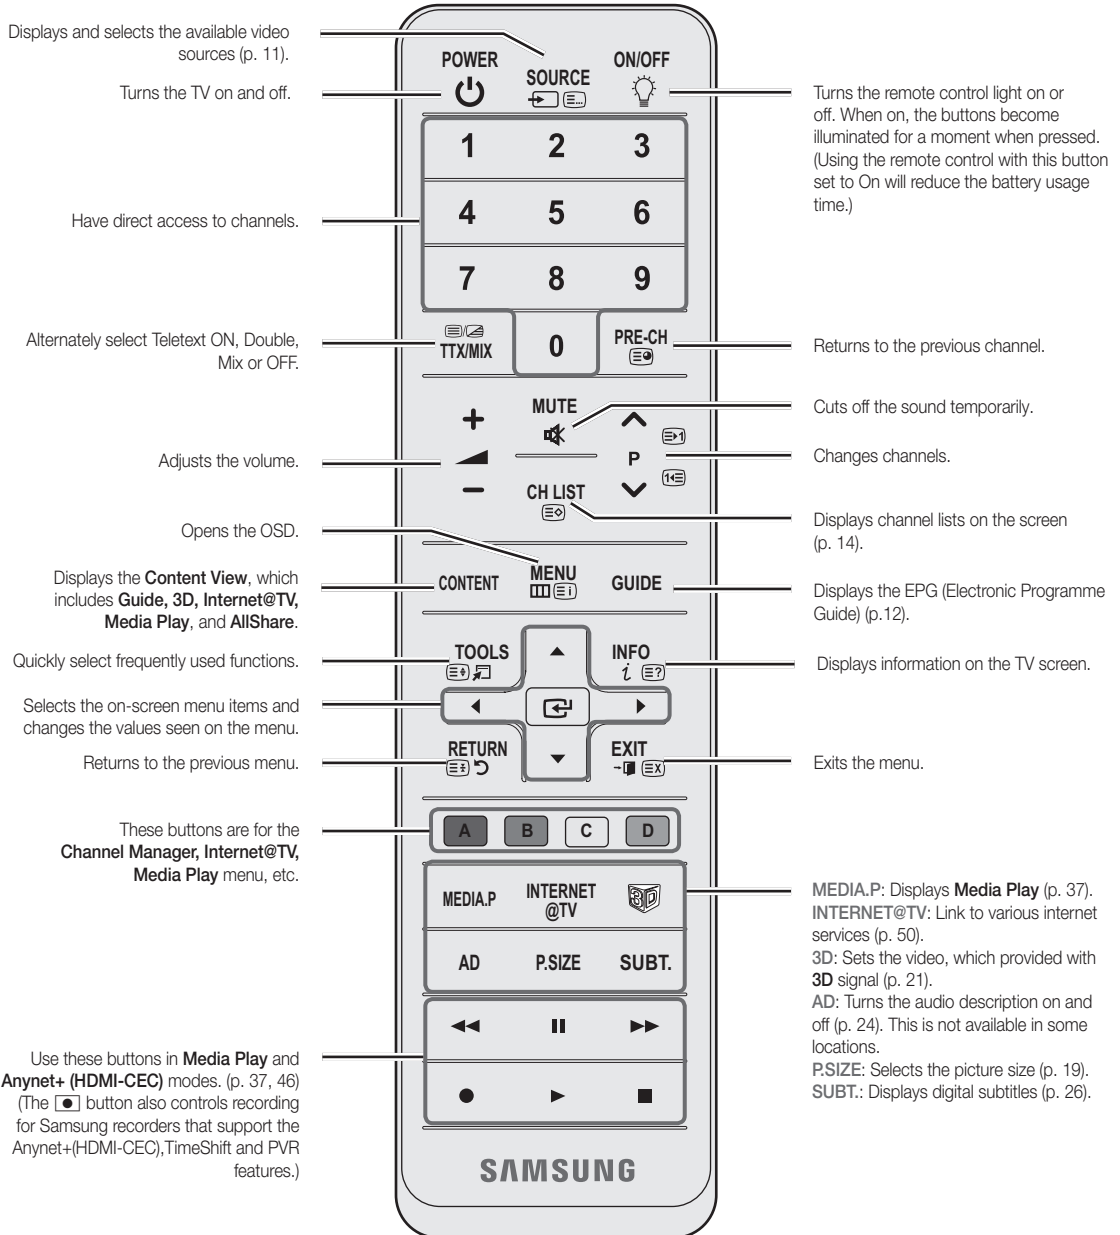 Displays and selects the available video
sources (p. 11).
Turns the TV on and off.
Have direct access to channels.
Alternately select Teletext ON, Double,
Mix or OFF.
Adjusts the volume.
Opens the OSD.
Displays the Content View, which
includes Guide, 3D, Internet@TV,
Media Play, and AllShare.
Quickly select frequently used functions.
Selects the on-screen menu items and
changes the values seen on the menu.
Returns to the previous menu.
These buttons are for the
Channel Manager, Internet@TV,
Media Play menu, etc.
Use these buttons in Media Play and
Anynet+ (HDMI-CEC) modes. (p. 37, 46)
(The button also controls recording
for Samsung recorders that support the
Anynet+(HDMI-CEC),TimeShift and PVR
features.)
POWER
SOURCE
ON/OFF
1 2 3
4 5 6
7 8 9
TTX/MIX
0
PRE-CH
MUTE
P
CH LIST
CONTENT
MENU
GUIDE
TOOLS
INFO
RETURN
EXIT
A B C D
MEDIA.P
INTERNET
@TV
3D
AD
P.SIZE
SUBT.
SAMSUNG
Turns the remote control light on or
off. When on, the buttons become
illuminated for a moment when pressed.
(Using the remote control with this button
set to On will reduce the battery usage
time.)
Returns to the previous channel.
Cuts off the sound temporarily.
Changes channels.
Displays channel lists on the screen
(p. 14).
Displays the EPG (Electronic Programme
Guide) (p.12).
Displays information on the TV screen.
Exits the menu.
MEDIA.P: Displays Media Play (p. 37).
INTERNET@TV: Link to various internet
services (p. 50).
3D: Sets the video, which provided with
3D signal (p. 21).
AD: Turns the audio description on and
off (p. 24). This is not available in some
locations.
P.SIZE: Selects the picture size (p. 19).
SUBT.: Displays digital subtitles (p. 26).